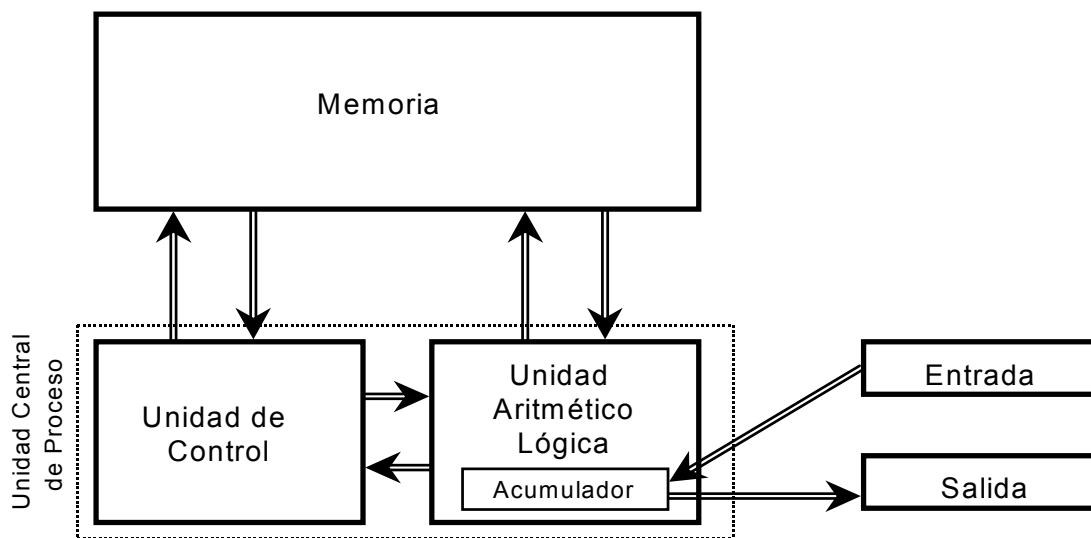 Memoria
Unidad Central
de Proceso
Unidad de
Control
Unidad
Aritmético
Lógica
Acumulador
Entrada
Salida